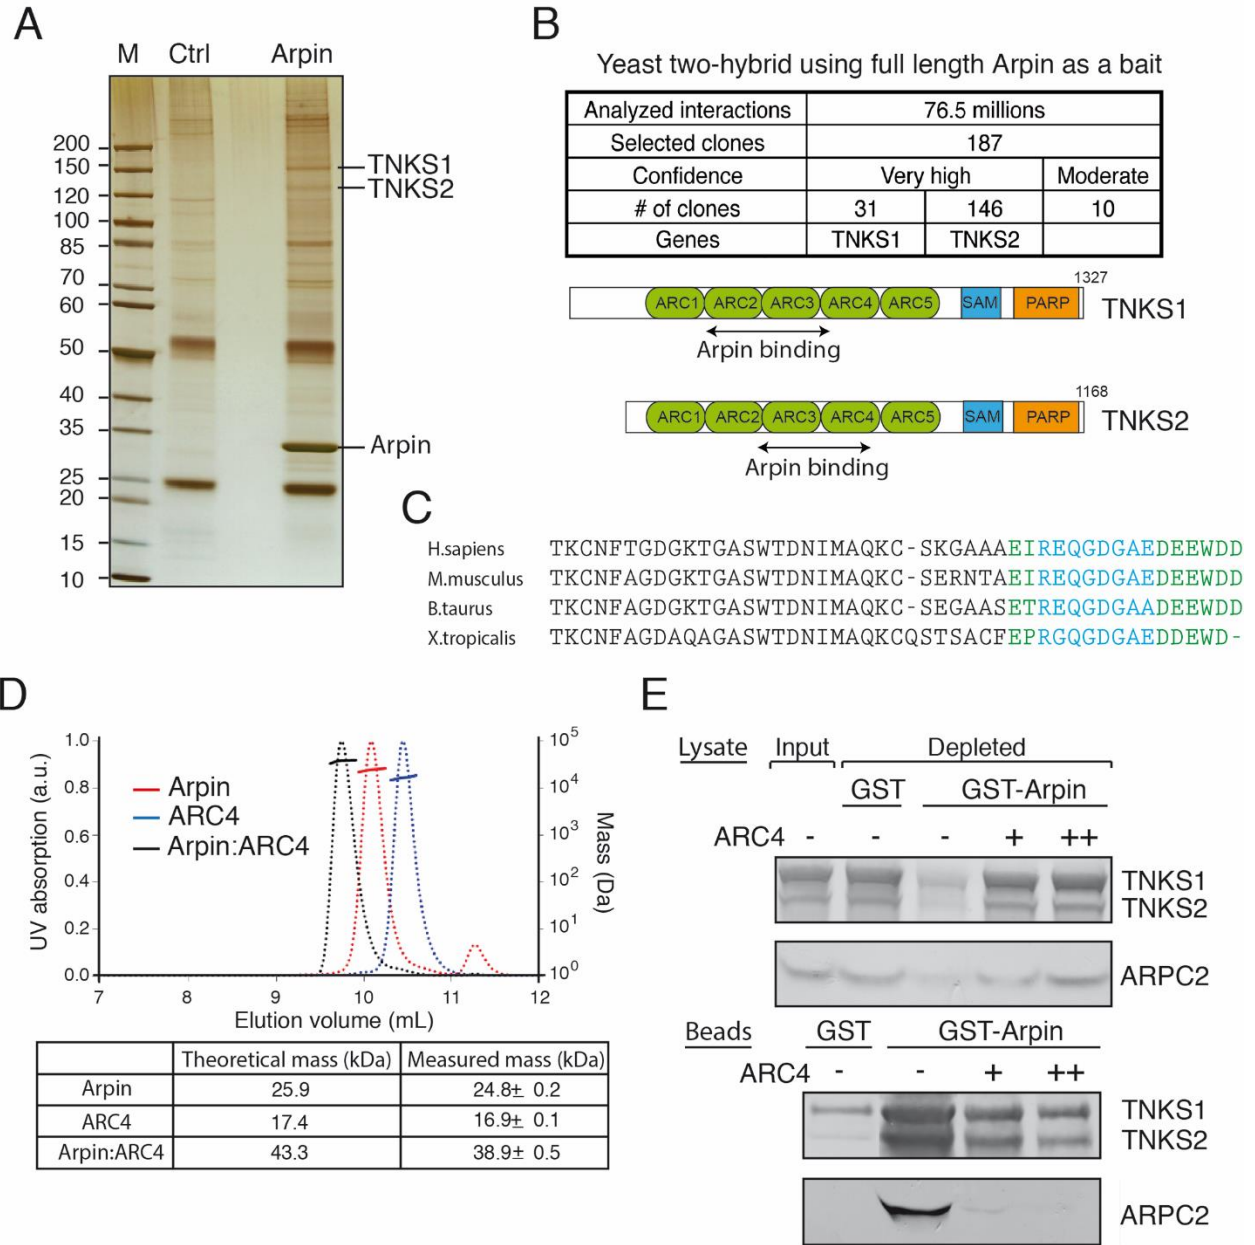 A
M Ctrl Arpin
200
150
120
100
85
70
60
50
40
35
25
20
15
10
TNKS1
TNKS2
Arpin
B
Yeast two-hybrid using full length Arpin as a bait
Analyzed interactions 76.5 millions
Selected clones 187
Confidence Very high Moderate
# of clones 31 146 10
Genes TNKS1 TNKS2
1327
ARC1 ARC2 ARC3 ARC4 ARC5 SAM PARP TNKS1
Arpin binding
1168
ARC1 ARC2 ARC3 ARC4 ARC5 SAM PARP TNKS2
Arpin binding
C
H.sapiens TKCNFTGDGKTGASWTDNIMAQKC-SKGAAAEIREQGDGAEDEEWDD
M.musculus TKCNFAGDGKTGASWTDNIMAQKC-SERNTAEIREQGDGAEDEEWDD
B.taurus TKCNFAGDGKTGASWTDNIMAQKC-SEGAASETREQGDGAADEEWDD
X.tropicalis TKCNFAGDAQAGASWTDNIMAQKCQSTSACFEPRGQGDGAEDDEWD-
D
UV absorption (a.u.)
1.0
0.8
0.6
0.4
0.2
0.0
Arpin
ARC4
Arpin:ARC4
10^5
10^4
10^3
10^2
10^1
10^0
Mass (Da)
7 8 9 10 11 12
Elution volume (mL)
Theoretical mass (kDa) Measured mass (kDa)
Arpin 25.9 24.8± 0.2
ARC4 17.4 16.9± 0.1
Arpin:ARC4 43.3 38.9± 0.5
E
Lysate Input Depleted
GST GST-Arpin
ARC4 - - - + ++
TNKS1
TNKS2
ARPC2
Beads GST GST-Arpin
ARC4 - - + ++
TNKS1
TNKS2
ARPC2